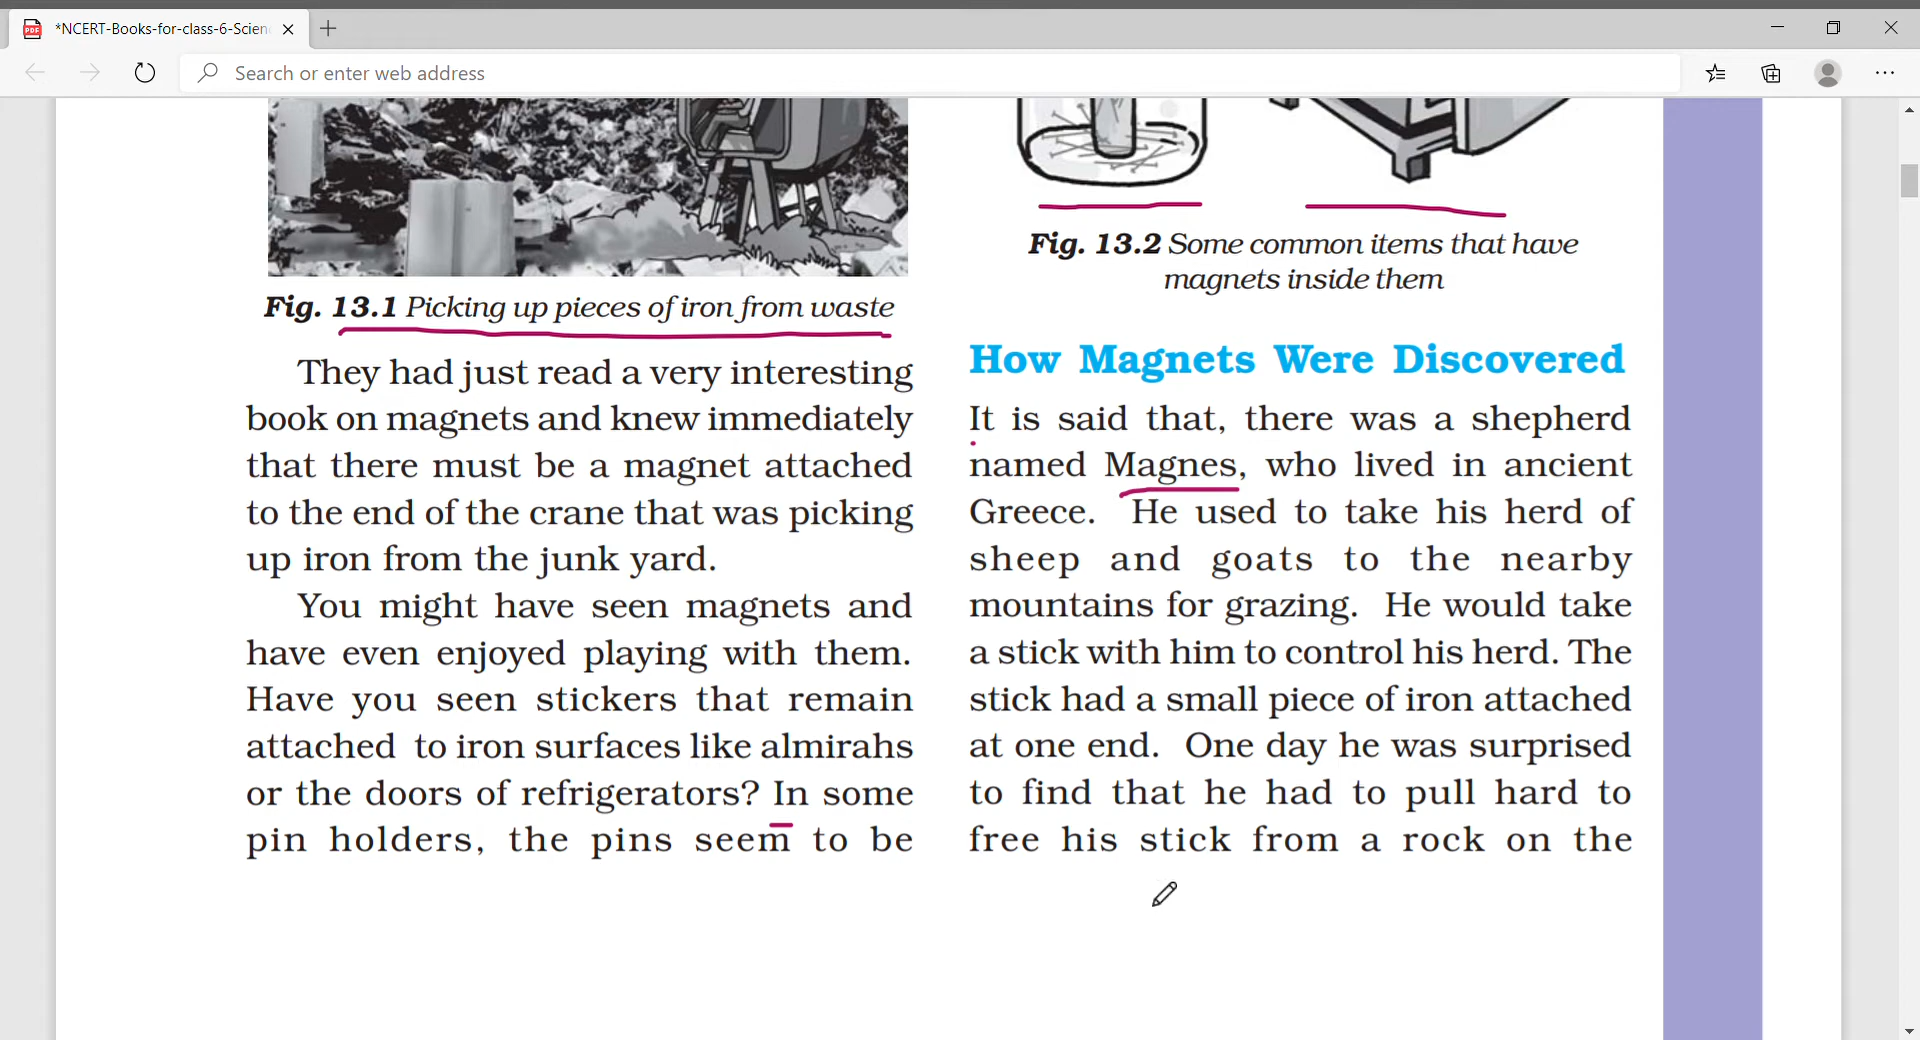 *NCERT-Books-for-class-6-Scien
Search or enter web address
Fig. 13.1 Picking up pieces of iron from waste
They had just read a very interesting
book on magnets and knew immediately
that there must be a magnet attached
to the end of the crane that was picking
up iron from the junk yard.
You might have seen magnets and
have even enjoyed playing with them.
Have you seen stickers that remain
attached to iron surfaces like almirahs
or the doors of refrigerators? In some
pin holders, the pins seem to be
Fig. 13.2 Some common items that have
magnets inside them
How Magnets Were Discovered
It is said that, there was a shepherd
named Magnes, who lived in ancient
Greece. He used to take his herd of
sheep and goats to the nearby
mountains for grazing. He would take
a stick with him to control his herd. The
stick had a small piece of iron attached
at one end. One day he was surprised
to find that he had to pull hard to
free his stick from a rock on the